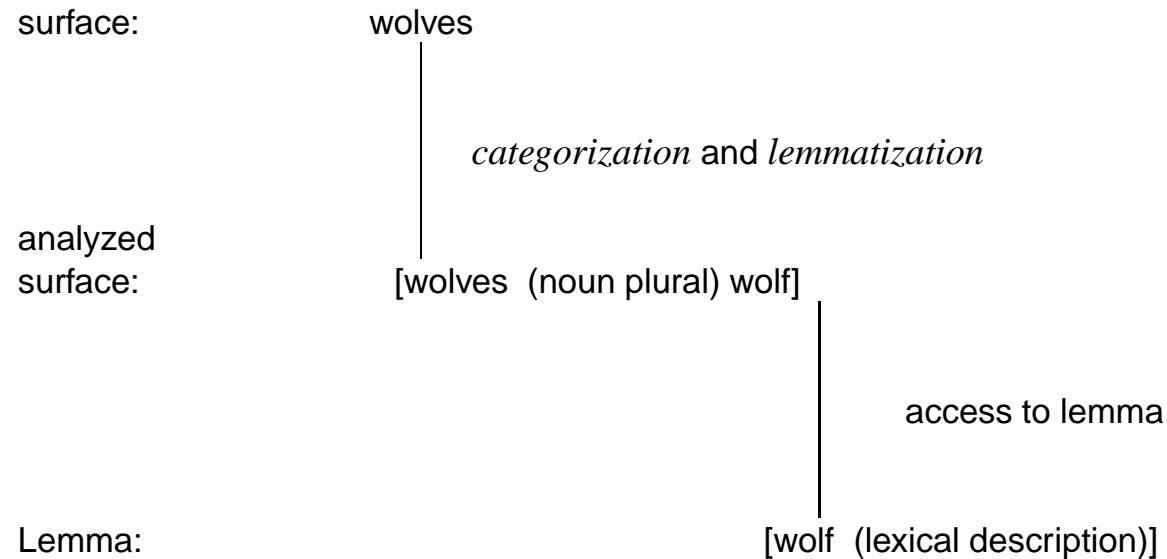 surface: wolves
categorization and lemmatization
analyzed
surface: [wolves (noun plural) wolf]
access to lemma
Lemma: [wolf (lexical description)]